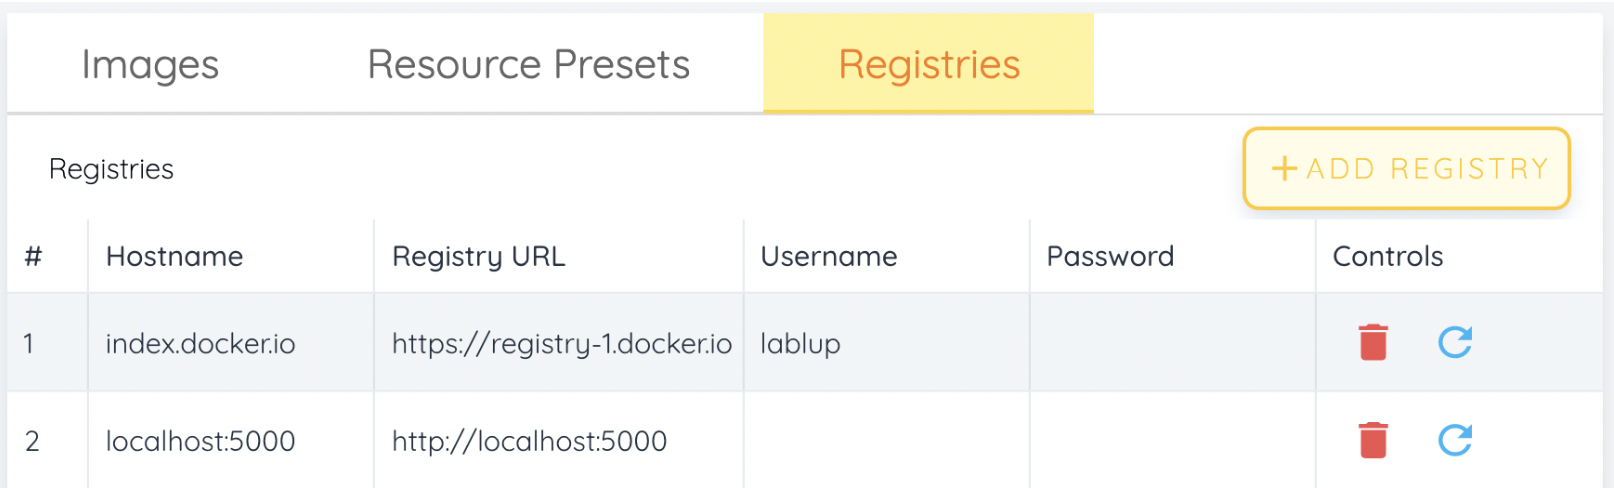 Images Resource Presets Registries
Registries +ADD REGISTRY
# Hostname Registry URL Username Password Controls
1 index.docker.io https://registry-1.docker.io lablup
2 localhost:5000 http://localhost:5000